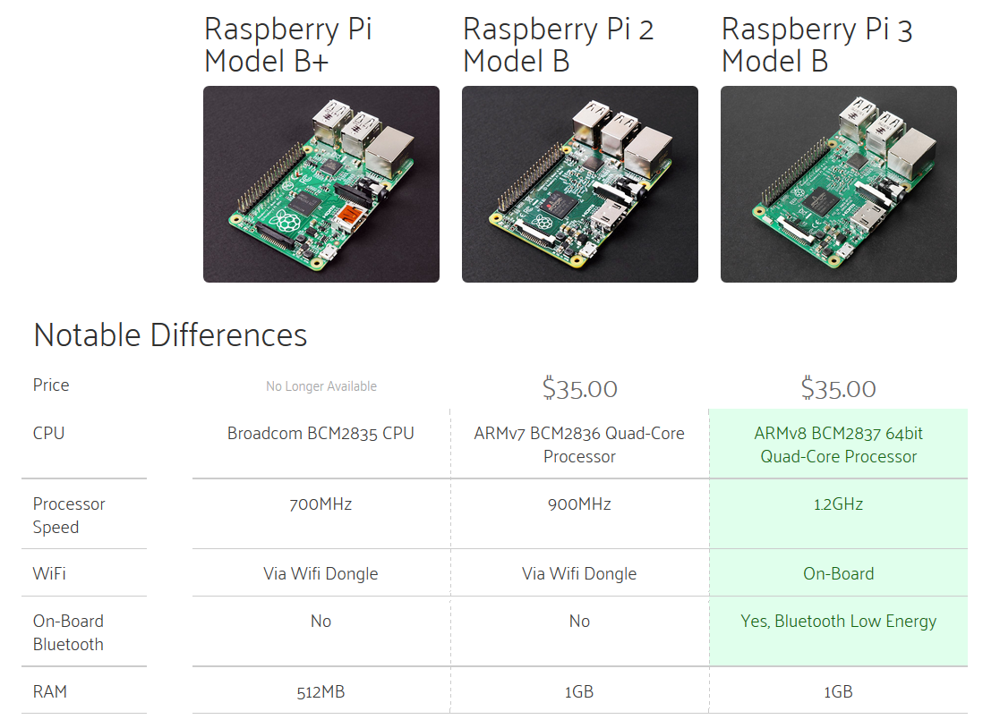 Raspberry Pi
Model B+
Raspberry Pi 2
Model B
Raspberry Pi 3
Model B
Notable Differences
Price
No Longer Available
$35.00
$35.00
CPU
Broadcom BCM2835 CPU
ARMv7 BCM2836 Quad-Core
Processor
ARMv8 BCM2837 64bit
Quad-Core Processor
Processor
Speed
700MHz
900MHz
1.2GHz
WiFi
Via Wifi Dongle
Via Wifi Dongle
On-Board
On-Board
Bluetooth
No
No
Yes, Bluetooth Low Energy
RAM
512MB
1GB
1GB